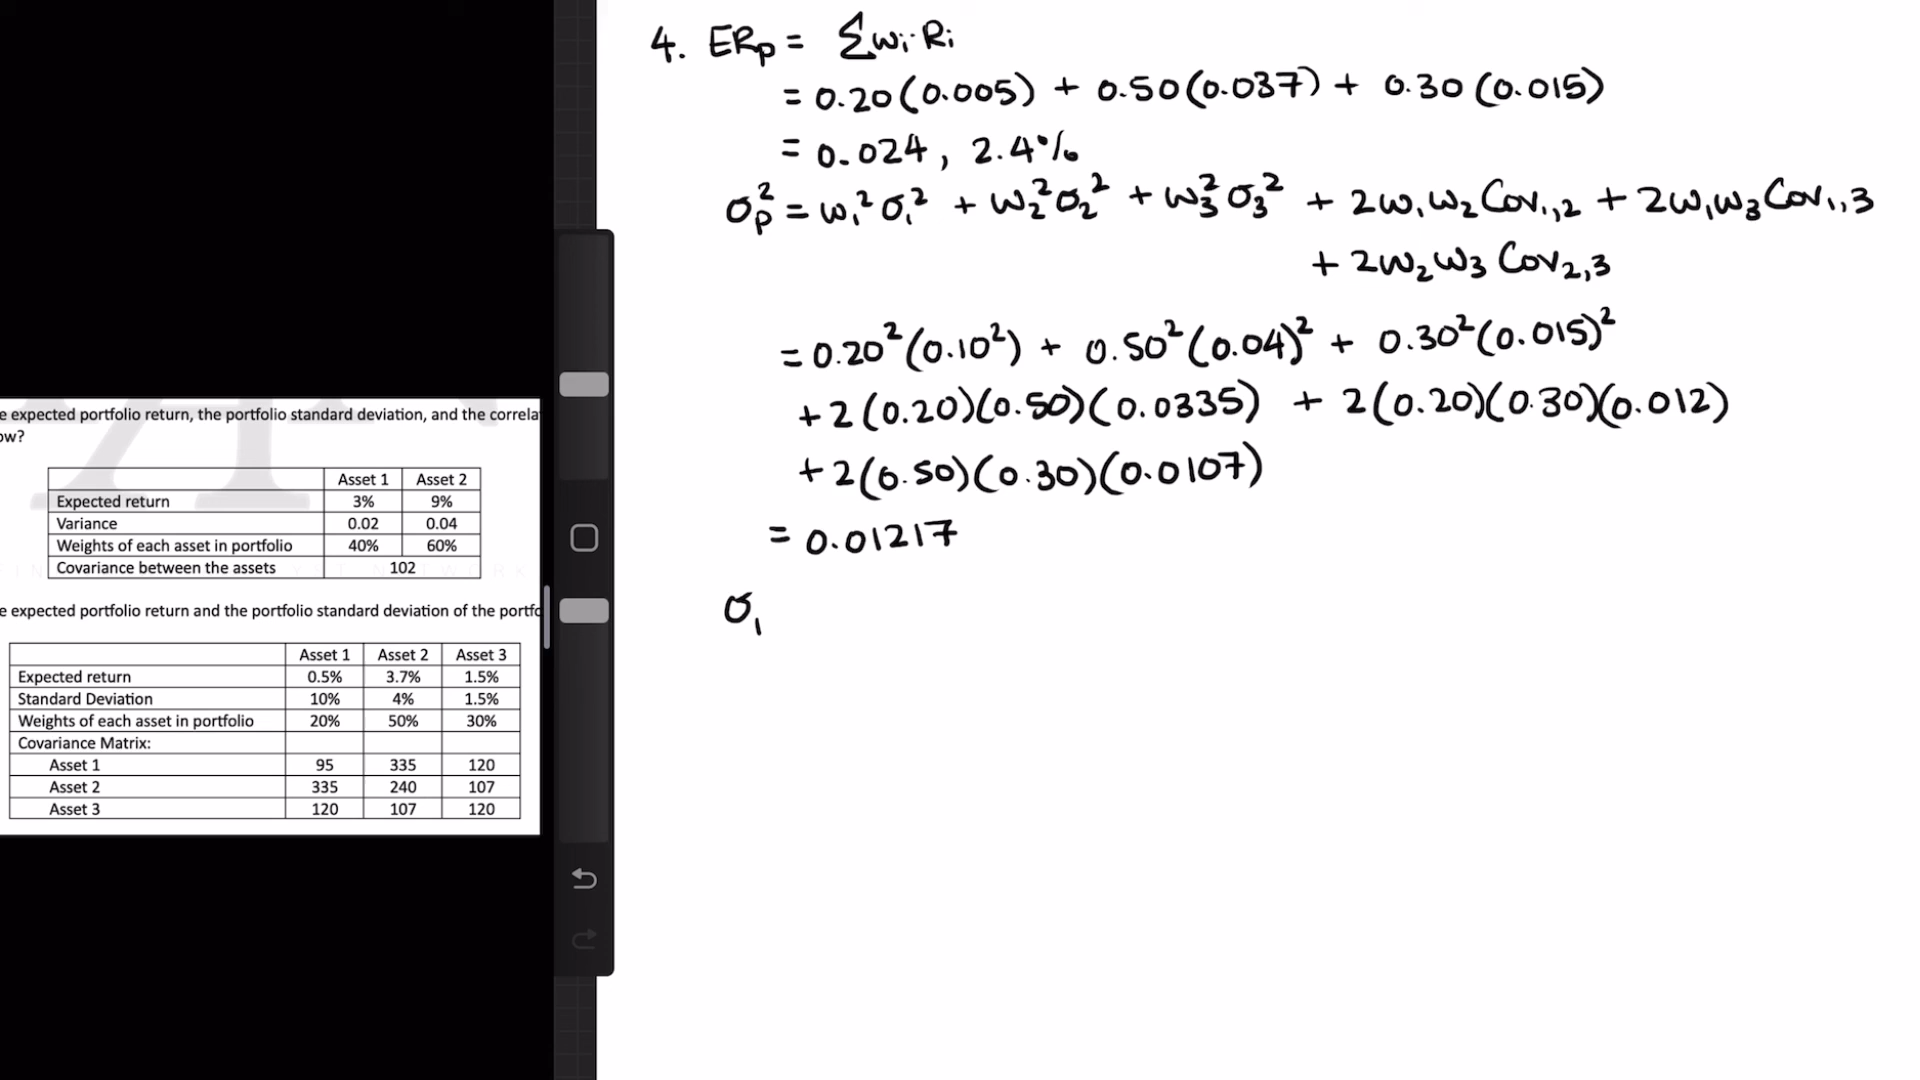 e expected portfolio return, the portfolio standard deviation, and the correla
ow?
Asset 1 Asset 2
Expected return 3% 9%
Variance 0.02 0.04
Weights of each asset in portfolio 40% 60%
Covariance between the assets 102
e expected portfolio return and the portfolio standard deviation of the portfo
Asset 1 Asset 2 Asset 3
Expected return 0.5% 3.7% 1.5%
Standard Deviation 10% 4% 1.5%
Weights of each asset in portfolio 20% 50% 30%
Covariance Matrix:
Asset 1 95 335 120
Asset 2 335 240 107
Asset 3 120 107 120
4. ERp = ∑wi·Ri
= 0.20(0.005) + 0.50(0.037) + 0.30(0.015)
= 0.024, 2.4%
σp² = w₁²σ₁² + w₂²σ₂² + w₃²σ₃² + 2w₁w₂Cov₁,₂ + 2w₁w₃Cov₁,₃
+ 2w₂w₃Cov₂,₃
= 0.20²(0.10²) + 0.50²(0.04)² + 0.30²(0.015)²
+2(0.20)(0.50)(0.0335) + 2(0.20)(0.30)(0.012)
+2(0.50)(0.30)(0.0107)
= 0.01217
σ₁